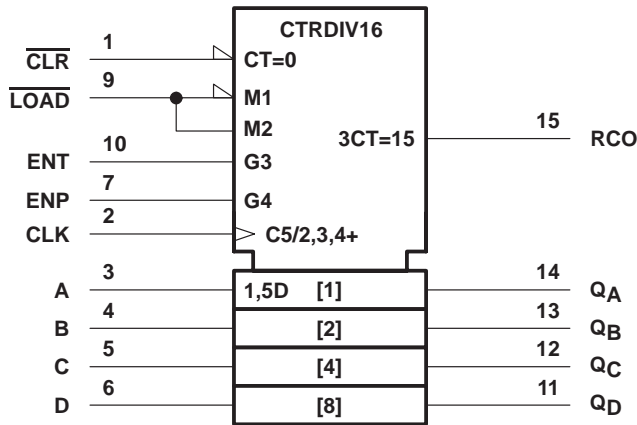 CTRDIV16
C̅L̅R̅ 1 CT=0
L̅O̅A̅D̅ 9 M1
M2
3CT=15 15 RCO
ENT 10 G3
ENP 7 G4
CLK 2 C5/2,3,4+
A 3 1,5D [1] 14 QA
B 4 [2] 13 QB
C 5 [4] 12 QC
D 6 [8] 11 QD